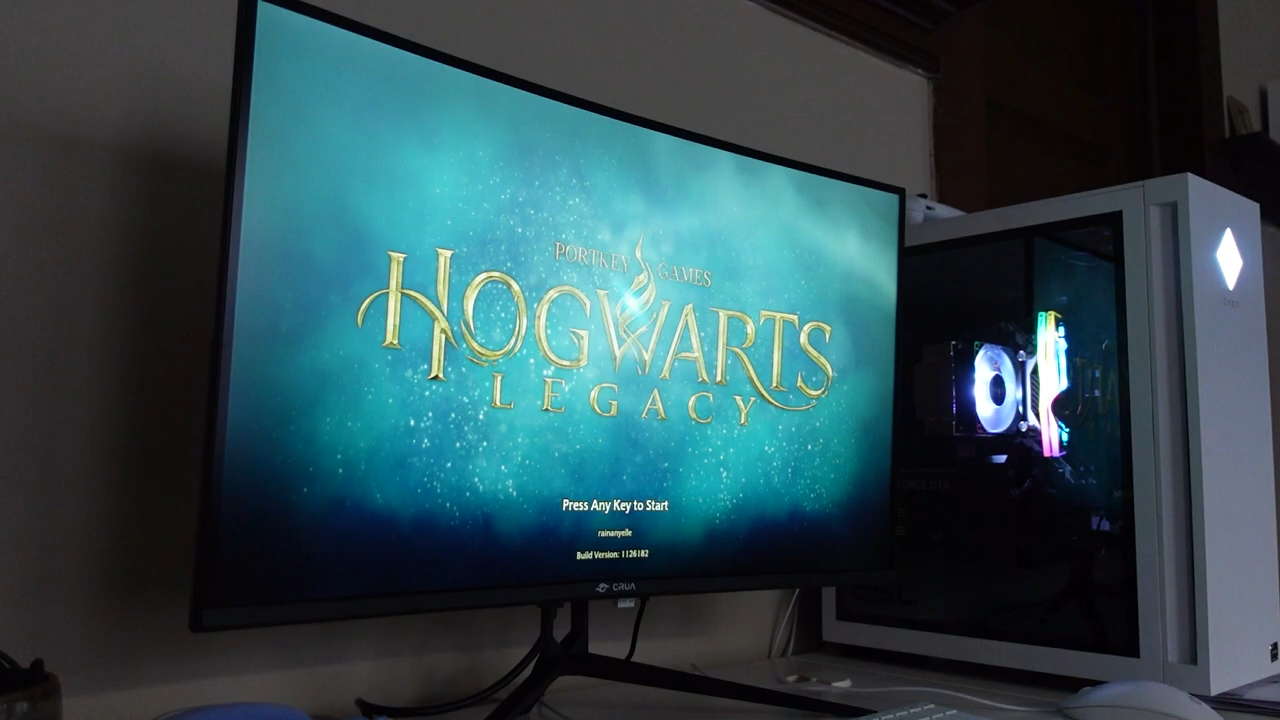 PORTKEY GAMES
HOGWARTS
LEGACY
Press Any Key to Start
rainanyelle
Build Version: 1126182
CRUA